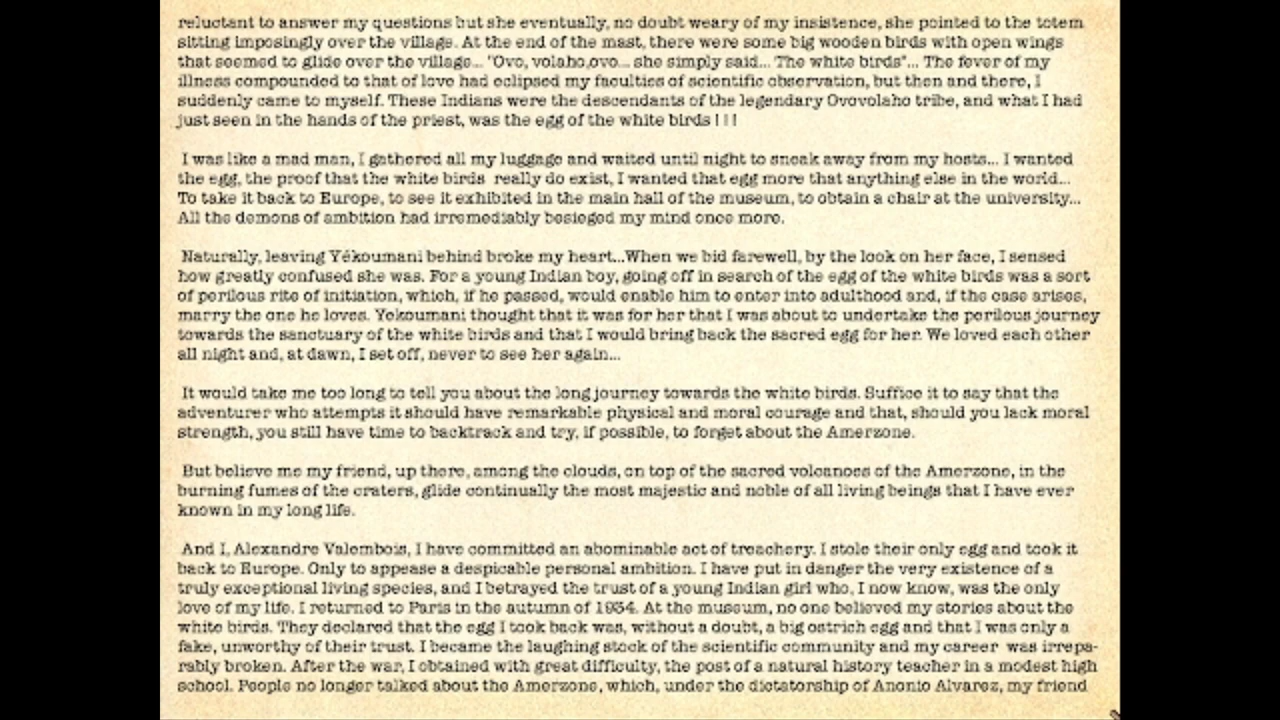 reluctant to answer my questions but she eventually, no doubt weary of my insistence, she pointed to the totem
sitting imposingly over the village. At the end of the mast, there were some big wooden birds with open wings
that seemed to glide over the village... "Ovo, volaho,ovo... she simply said... The white birds"... The fever of my
illness compounded to that of love had eclipsed my faculties of scientific observation, but then and there, I
suddenly came to myself. These Indians were the descendants of the legendary Ovovolaho tribe, and what I had
just seen in the hands of the priest, was the egg of the white birds ! ! !
I was like a mad man, I gathered all my luggage and waited until night to sneak away from my hosts... I wanted
the egg, the proof that the white birds really do exist, I wanted that egg more that anything else in the world...
To take it back to Europe, to see it exhibited in the main hall of the museum, to obtain a chair at the university...
All the demons of ambition had irremediably besieged my mind once more.
Naturally, leaving Yékoumani behind broke my heart...When we bid farewell, by the look on her face, I sensed
how greatly confused she was. For a young Indian boy, going off in search of the egg of the white birds was a sort
of perilous rite of initiation, which, if he passed, would enable him to enter into adulthood and, if the case arises,
marry the one he loves. Yekoumani thought that it was for her that I was about to undertake the perilous journey
towards the sanctuary of the white birds and that I would bring back the sacred egg for her. We loved each other
all night and, at dawn, I set off, never to see her again...
It would take me too long to tell you about the long journey towards the white birds. Suffice it to say that the
adventurer who attempts it should have remarkable physical and moral courage and that, should you lack moral
strength, you still have time to backtrack and try, if possible, to forget about the Amerzone.
But believe me my friend, up there, among the clouds, on top of the sacred volcanoes of the Amerzone, in the
burning fumes of the craters, glide continually the most majestic and noble of all living beings that I have ever
known in my long life.
And I, Alexandre Valembois, I have committed an abominable act of treachery. I stole their only egg and took it
back to Europe. Only to appease a despicable personal ambition. I have put in danger the very existence of a
truly exceptional living species, and I betrayed the trust of a young Indian girl who, I now know, was the only
love of my life. I returned to Paris in the autumn of 1934. At the museum, no one believed my stories about the
white birds. They declared that the egg I took back was, without a doubt, a big ostrich egg and that I was only a
fake, unworthy of their trust. I became the laughing stock of the scientific community and my career was irrepa-
rably broken. After the war, I obtained with great difficulty, the post of a natural history teacher in a modest high
school. People no longer talked about the Amerzone, which, under the dictatorship of Anonio Alvarez, my friend